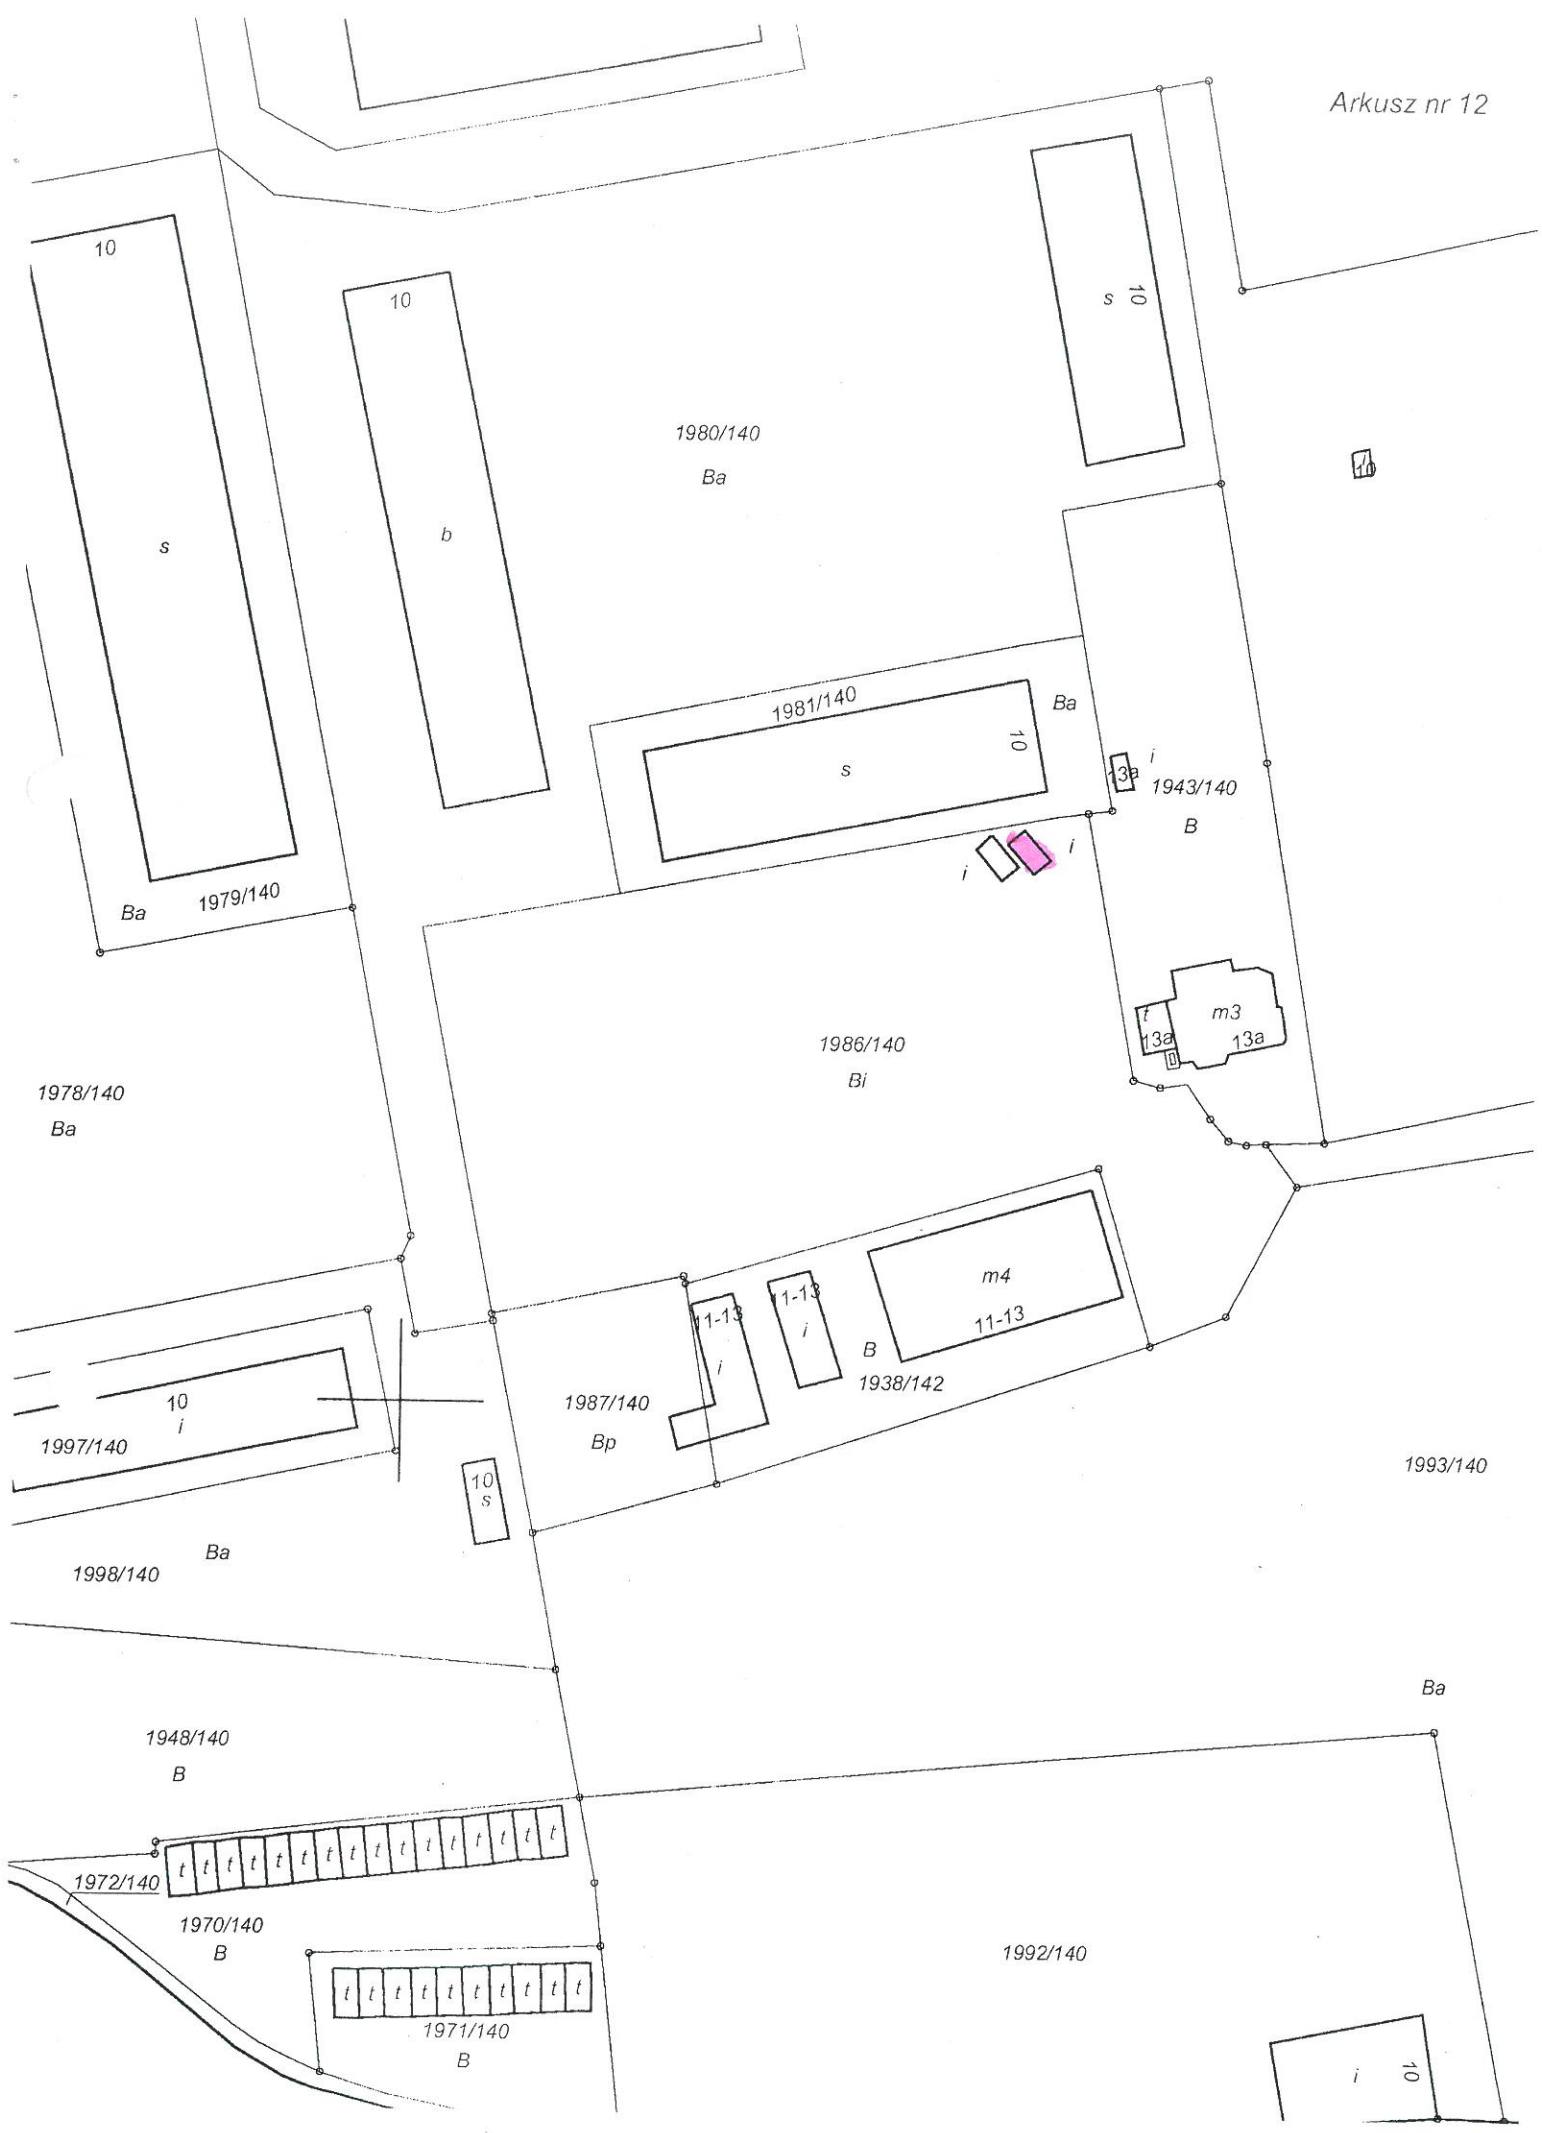 Arkusz nr 12
10
10
s
10
1980/140
Ba
10
s
b
1981/140
Ba
10
s
i
13a
1943/140
B
i
i
1979/140
Ba
m3
t
13a
13a
1986/140
Bi
1978/140
Ba
m4
11-13
11-13
11-13
i
i
B
1938/142
10
i
1987/140
Bp
1997/140
1993/140
10
s
Ba
1998/140
Ba
1948/140
B
t t t t t t t t t t t t t t t t
1972/140
1970/140
B
1992/140
t t t t t t t t t t
1971/140
B
i
10